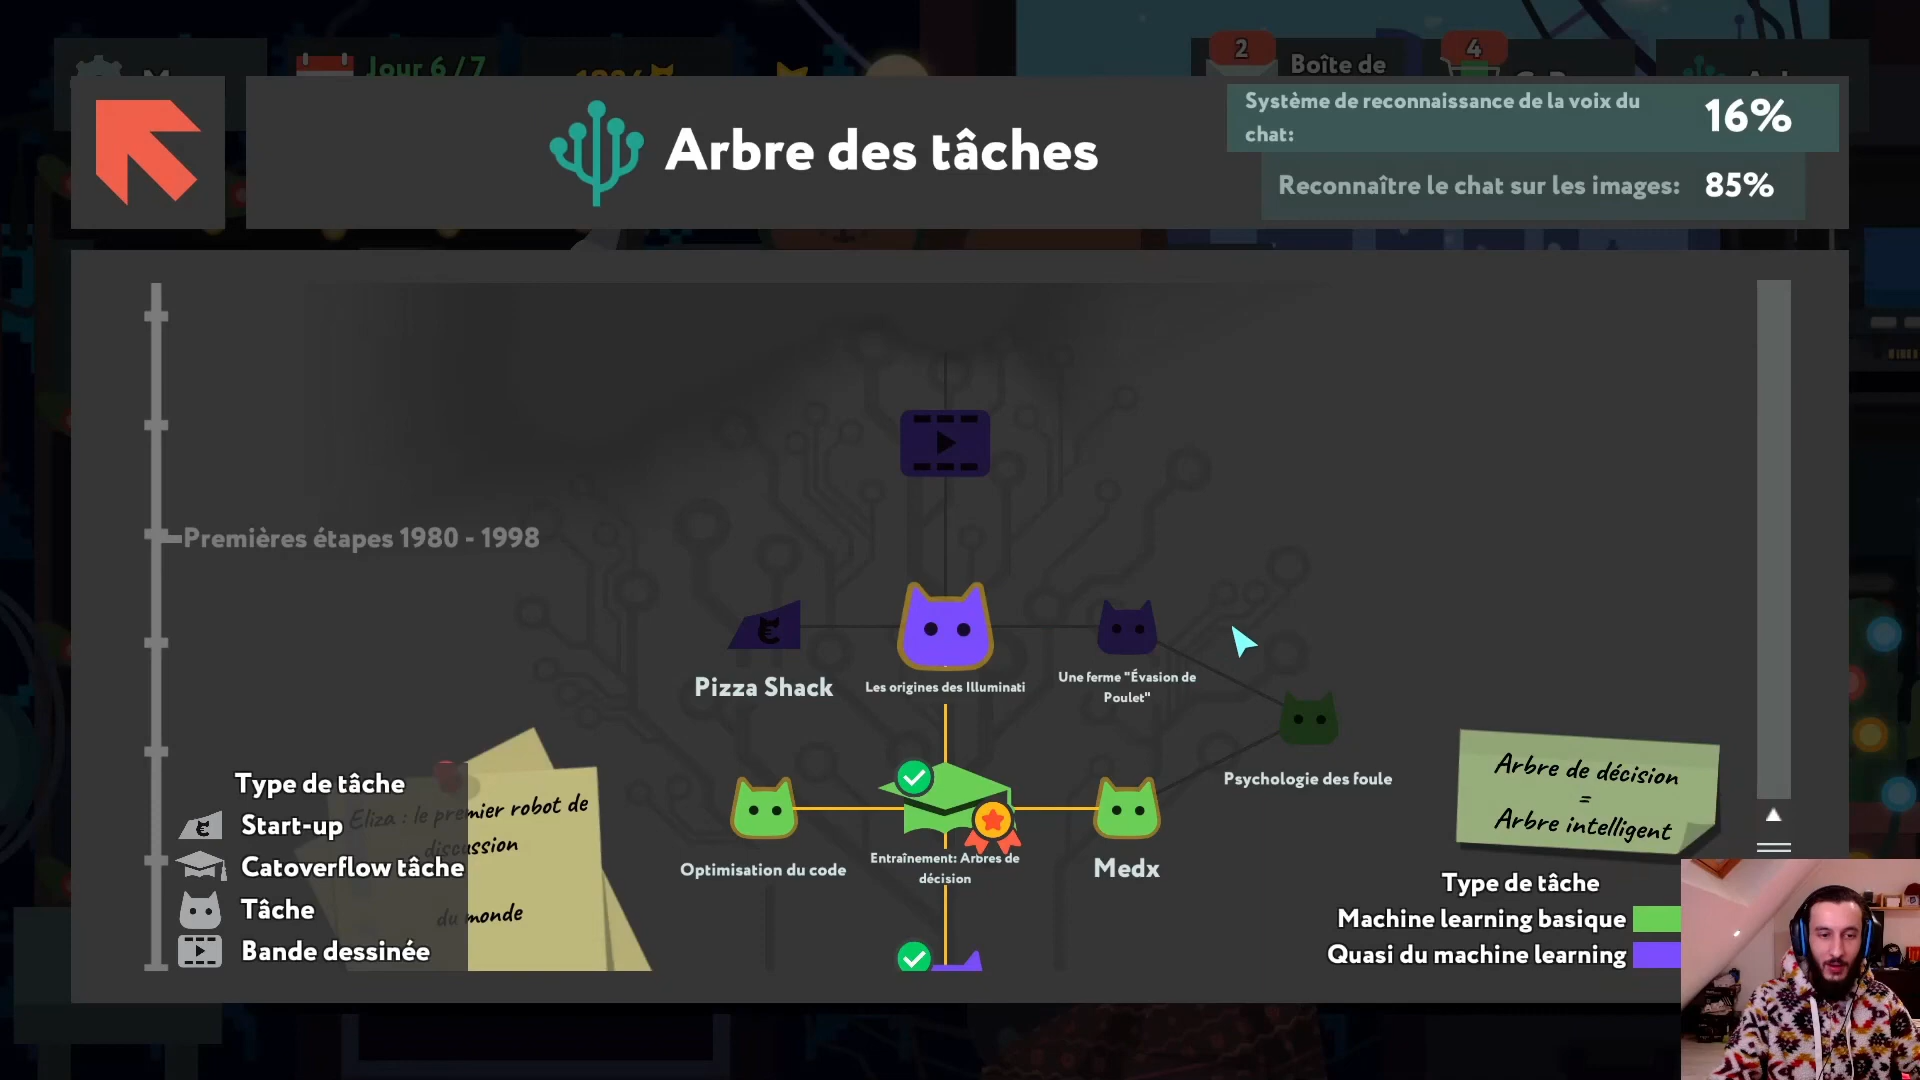 Jour 6/7
2
Boîte de
4
Arbre des tâches
Système de reconnaissance de la voix du
chat:
16%
Reconnaître le chat sur les images:
85%
Premières étapes 1980 - 1998
Pizza Shack
Les origines des Illuminati
Une ferme "Évasion de
Poulet"
Psychologie des foule
Optimisation du code
Entraînement: Arbres de
décision
Medx
Type de tâche
Start-up
Catoverflow tâche
Tâche
Bande dessinée
Eliza : le premier robot de
discussion
du monde
Arbre de décision
=
Arbre intelligent
Type de tâche
Machine learning basique
Quasi du machine learning